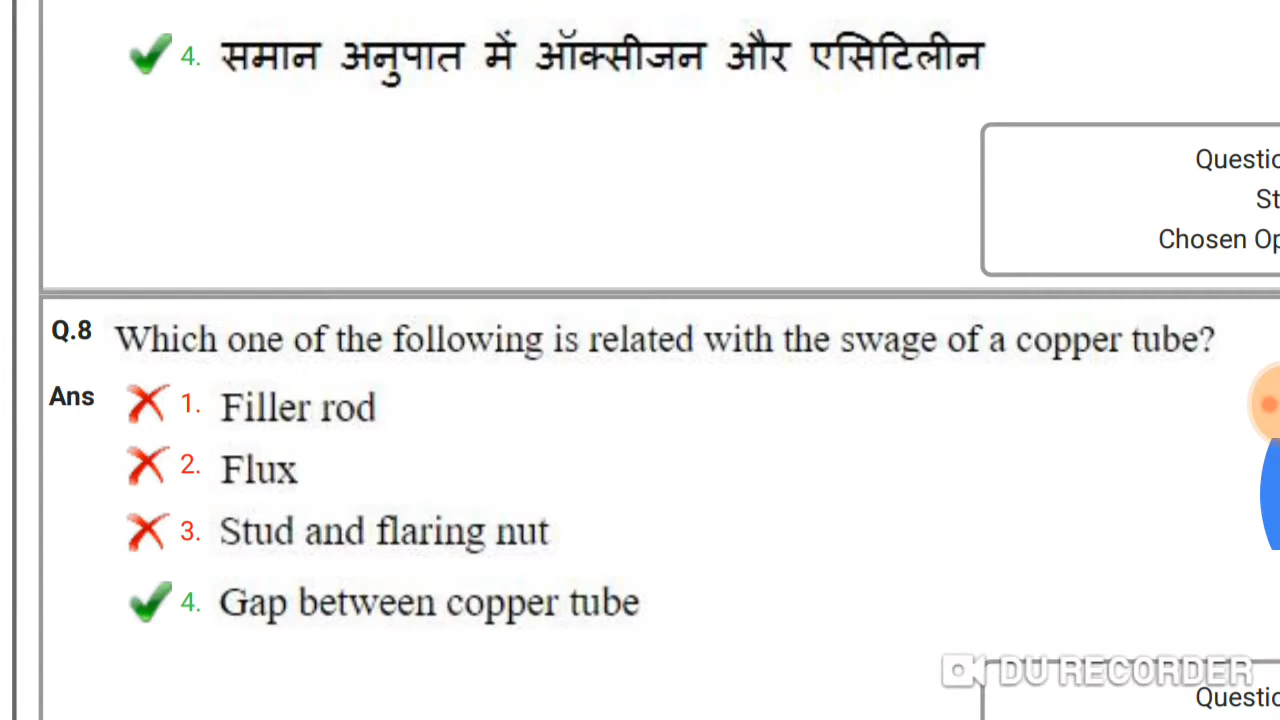 4. समान अनुपात में ऑक्सीजन और एसिटिलीन
Questio
St
Chosen Op
Q.8 Which one of the following is related with the swage of a copper tube?
Ans 1. Filler rod
2. Flux
3. Stud and flaring nut
4. Gap between copper tube
DU RECORDER
Questio